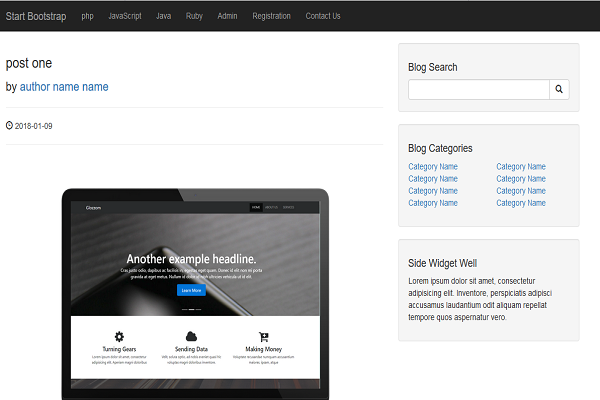 Start Bootstrap php JavaScript Java Ruby Admin Registration Contact Us
post one
by author name name
2018-01-09
Blog Search
Blog Categories
Category Name Category Name
Category Name Category Name
Category Name Category Name
Category Name Category Name
Side Widget Well
Lorem ipsum dolor sit amet, consectetur
adipisicing elit. Inventore, perspiciatis adipisci
accusamus laudantium odit aliquam repellat
tempore quos aspernatur vero.
HOME ABOUT US SERVICES
Another example headline.
Cras justo odio, dapibus ac facilisis in, egestas eget quam. Donec id elit non mi porta
gravida at eget metus. Nullam id dolor id nibh ultricies vehicula ut id elit.
Learn More
Turning Gears Sending Data Making Money